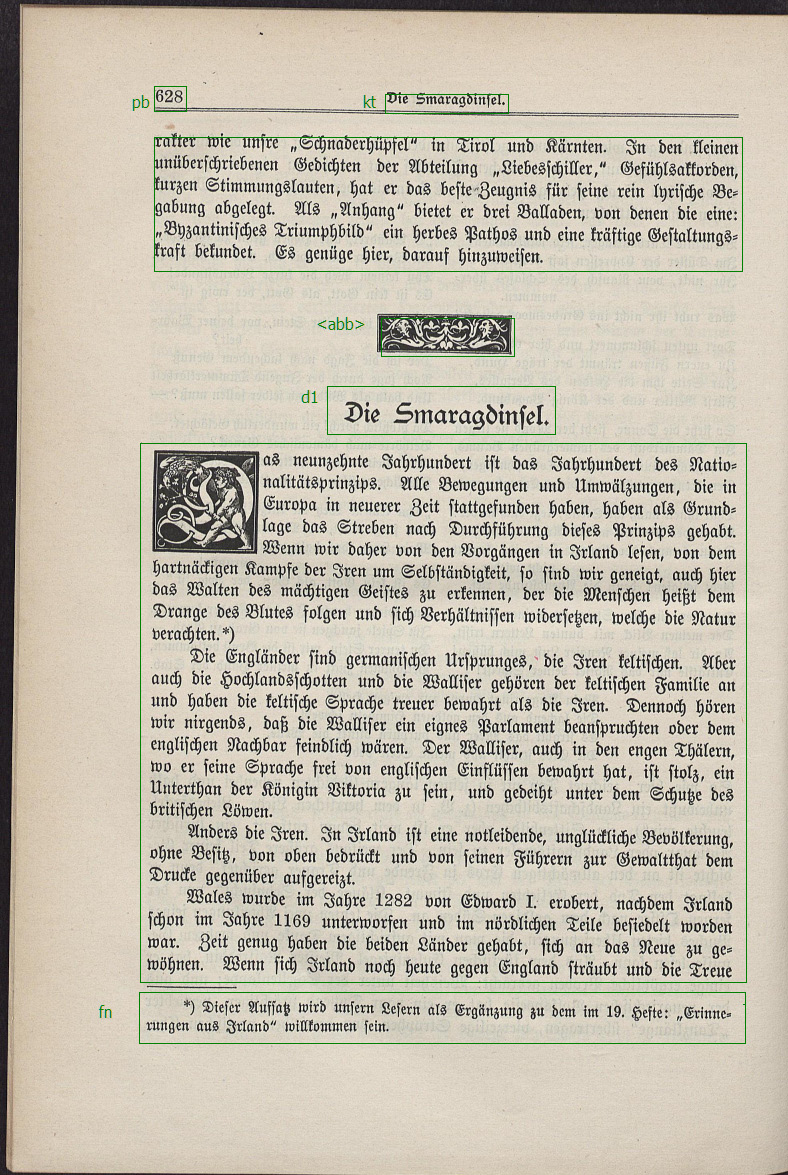 pb 628 kt Die Smaragdinsel.
rakter wie unsre „Schnaderhüpfel“ in Tirol und Kärnten. In den kleinen
unüberschriebenen Gedichten der Abteilung „Liebesschiller,“ Gefühlsakkorden,
kurzen Stimmungslauten, hat er das beste Zeugnis für seine rein lyrische Be-
gabung abgelegt. Als „Anhang“ bietet er drei Balladen, von denen die eine:
„Byzantinisches Triumphbild“ ein herbes Pathos und eine kräftige Gestaltungs-
kraft bekundet. Es genüge hier, darauf hinzuweisen.
<abb>
d1 Die Smaragdinsel.
Das neunzehnte Jahrhundert ist das Jahrhundert des Natio-
nalitätsprinzips. Alle Bewegungen und Umwälzungen, die in
Europa in neuerer Zeit stattgefunden haben, haben als Grund-
lage das Streben nach Durchführung dieses Prinzips gehabt.
Wenn wir daher von den Vorgängen in Irland lesen, von dem
hartnäckigen Kampfe der Iren um Selbständigkeit, so sind wir geneigt, auch hier
das Walten des mächtigen Geistes zu erkennen, der die Menschen heißt dem
Drange des Blutes folgen und sich Verhältnissen widersetzen, welche die Natur
verachten.*)
Die Engländer sind germanischen Ursprunges, die Iren keltischen. Aber
auch die Hochlandsschotten und die Walliser gehören der keltischen Familie an
und haben die keltische Sprache treuer bewahrt als die Iren. Dennoch hören
wir nirgends, daß die Walliser ein eignes Parlament beanspruchten oder dem
englischen Nachbar feindlich wären. Der Walliser, auch in den engen Thälern,
wo er seine Sprache frei von englischen Einflüssen bewahrt hat, ist stolz, ein
Unterthan der Königin Viktoria zu sein, und gedeiht unter dem Schutze des
britischen Löwen.
Anders die Iren. In Irland ist eine notleidende, unglückliche Bevölkerung,
ohne Besitz, von oben bedrückt und von seinen Führern zur Gewaltthat dem
Drucke gegenüber aufgereizt.
Wales wurde im Jahre 1282 von Edward I. erobert, nachdem Irland
schon im Jahre 1169 unterworfen und im nördlichen Teile besiedelt worden
war. Zeit genug haben die beiden Länder gehabt, sich an das Neue zu ge-
wöhnen. Wenn sich Irland noch heute gegen England sträubt und die Treue
fn *) Dieser Aufsatz wird unsern Lesern als Ergänzung zu dem im 19. Hefte: „Erinne-
rungen aus Irland“ willkommen sein.